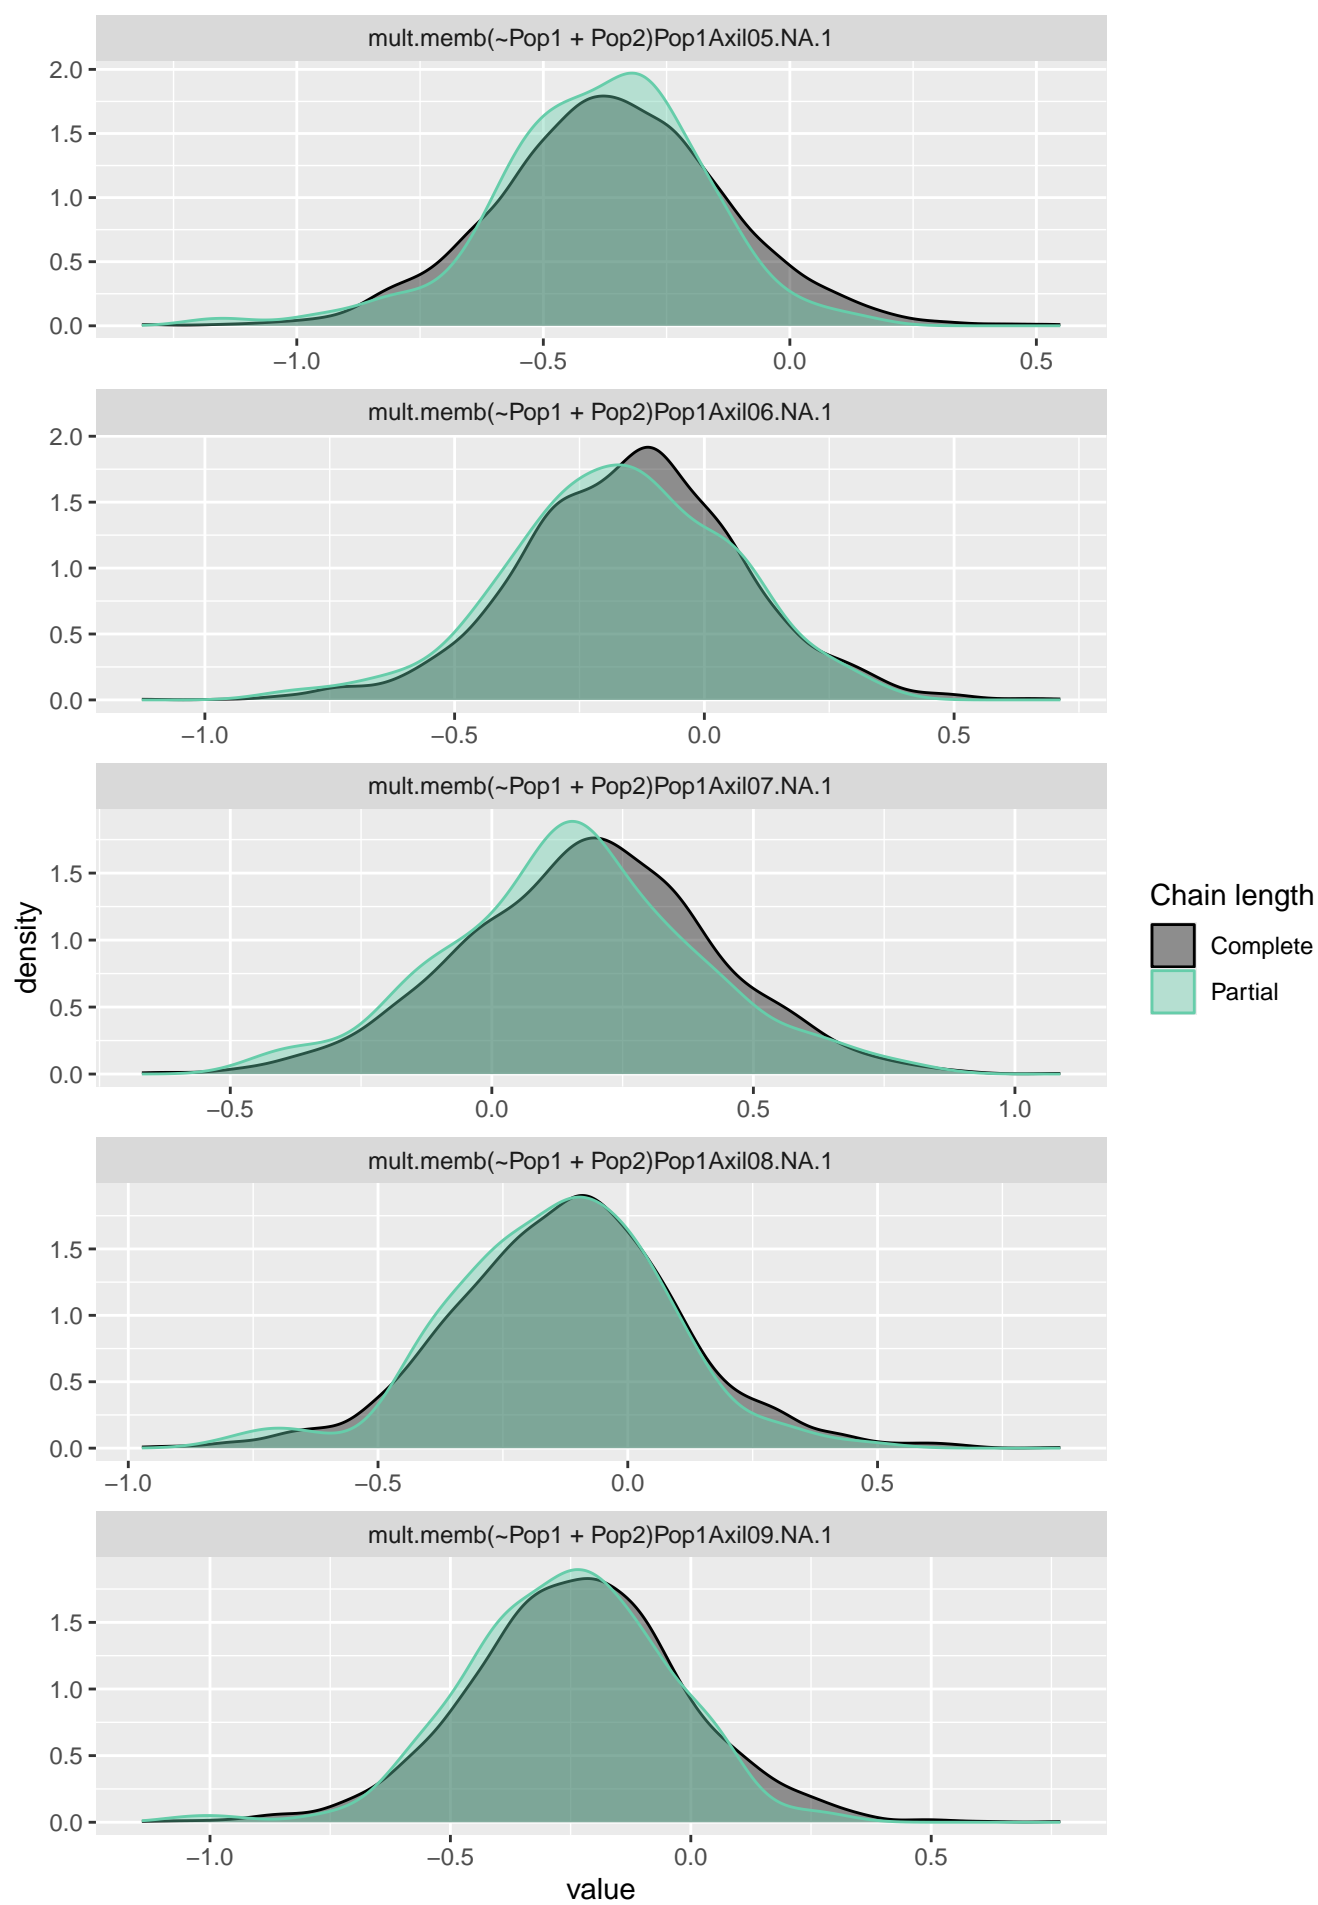 mult.memb(~Pop1 + Pop2)Pop1Axil05.NA.1
2.0
1.5
1.0
0.5
0.0
−1.0 −0.5 0.0 0.5
mult.memb(~Pop1 + Pop2)Pop1Axil06.NA.1
2.0
1.5
1.0
0.5
0.0
−1.0 −0.5 0.0 0.5
mult.memb(~Pop1 + Pop2)Pop1Axil07.NA.1
1.5
1.0
0.5
0.0
−0.5 0.0 0.5 1.0
mult.memb(~Pop1 + Pop2)Pop1Axil08.NA.1
1.5
1.0
0.5
0.0
−1.0 −0.5 0.0 0.5
mult.memb(~Pop1 + Pop2)Pop1Axil09.NA.1
1.5
1.0
0.5
0.0
−1.0 −0.5 0.0 0.5
value
density
Chain length
Complete
Partial